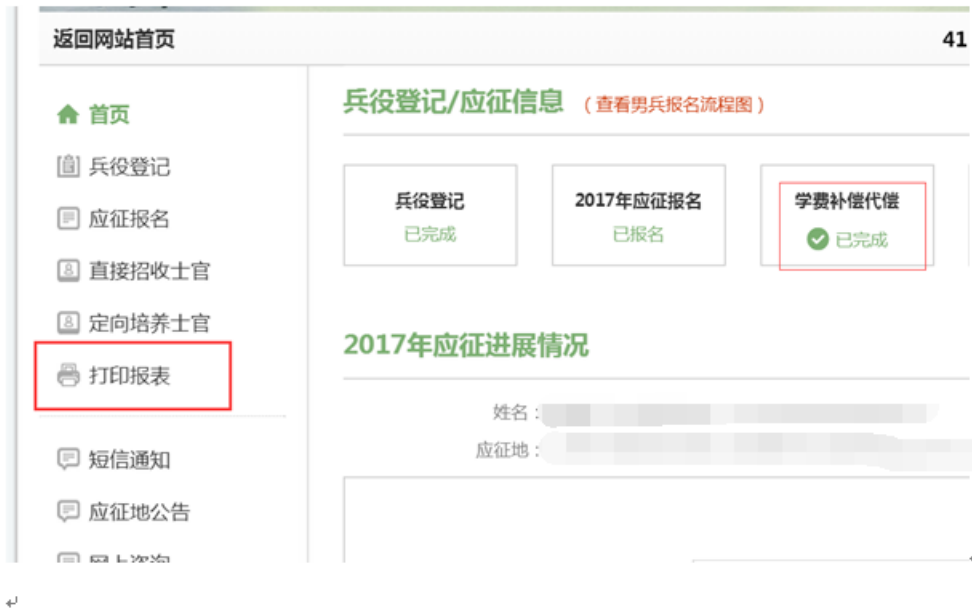 返回网站首页
41
首页
兵役登记
应征报名
直接招收士官
定向培养士官
打印报表
短信通知
应征地公告
网上咨询
兵役登记/应征信息 （查看男兵报名流程图）
兵役登记
已完成
2017年应征报名
已报名
学费补偿代偿
已完成
2017年应征进展情况
姓名：
应征地：